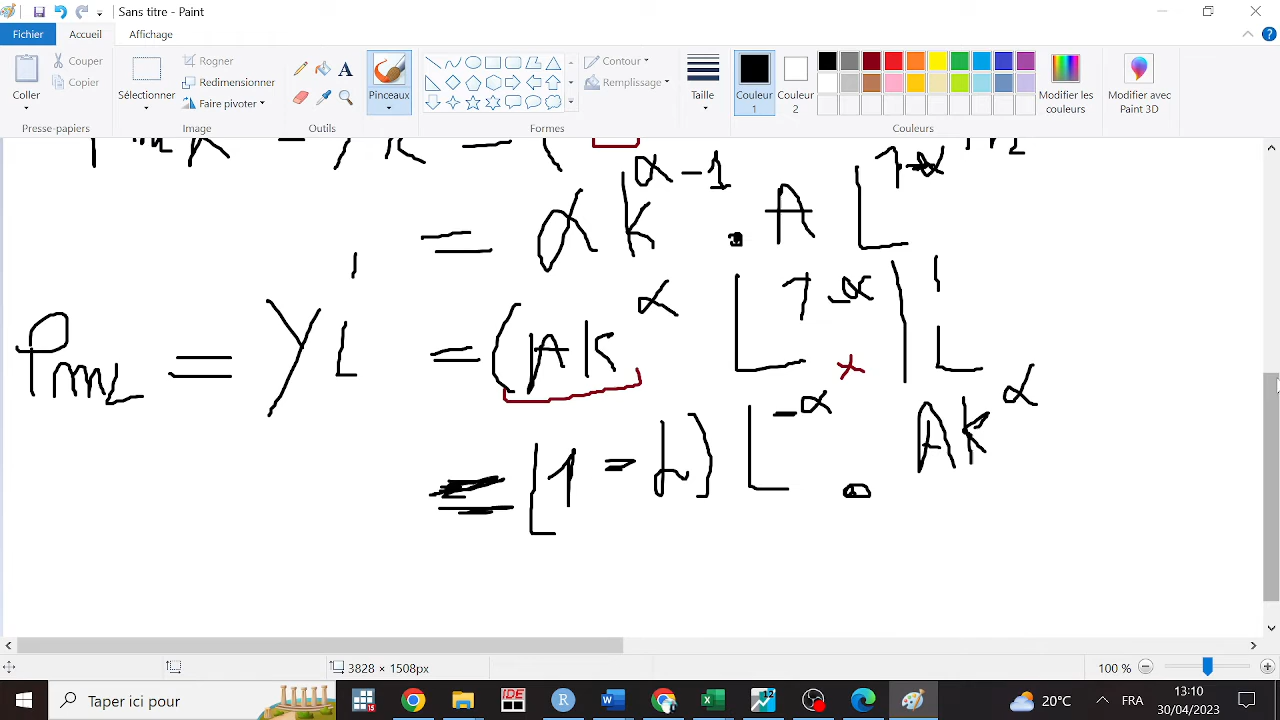 Sans titre - Paint
Fichier Accueil Affichage
Coller
Couper
Copier
Presse-papiers
Sélectionner
Rogner
Redimensionner
Faire pivoter
Image
A
Pinceaux
Outils
Contour
Remplissage
Formes
Taille
Couleur 1
Couleur 2
Couleurs
Modifier les couleurs
Modifier avec Paint 3D
= α K^(α-1) . A L^(1-α)
PmL = Y'L = (AK^α L^(1-α))'L
= [1 - α) L^(-α) . AK^α
3828 × 1508px
100 %
Taper ici pour rechercher
20°C
FRA
13:10
30/04/2023